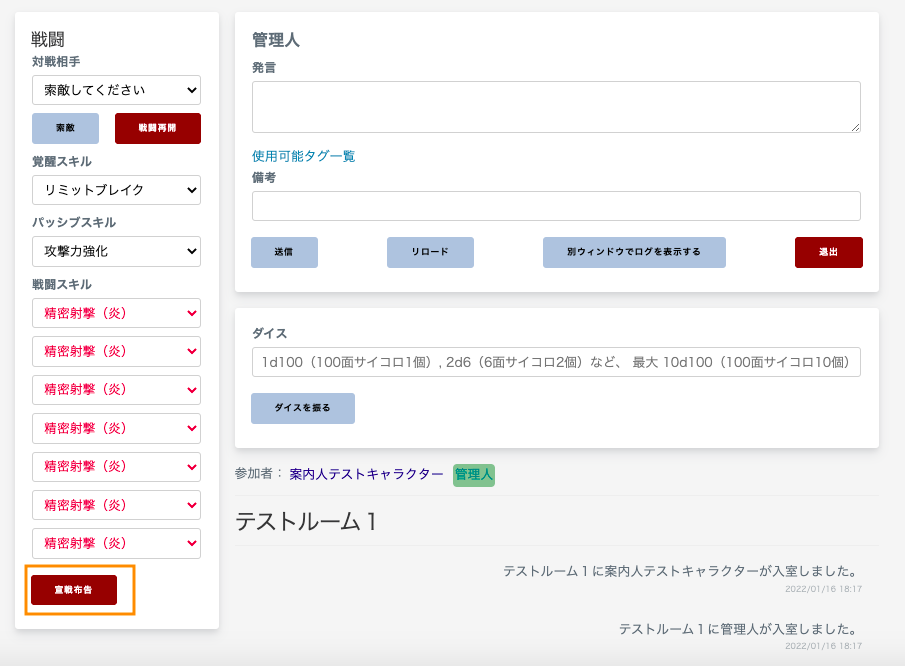 戦闘
対戦相手
索敵してください
索敵
戦闘再開
覚醒スキル
リミットブレイク
パッシブスキル
攻撃力強化
戦闘スキル
精密射撃（炎）
精密射撃（炎）
精密射撃（炎）
精密射撃（炎）
精密射撃（炎）
精密射撃（炎）
精密射撃（炎）
宣戦布告
管理人
発言
使用可能タグ一覧
備考
送信
リロード
別ウィンドウでログを表示する
退出
ダイス
1d100（100面サイコロ1個）, 2d6（6面サイコロ2個）など、 最大 10d100（100面サイコロ10個）
ダイスを振る
参加者： 案内人テストキャラクター 管理人
テストルーム１
テストルーム１に案内人テストキャラクターが入室しました。
2022/01/16 18:17
テストルーム１に管理人が入室しました。
2022/01/16 18:17